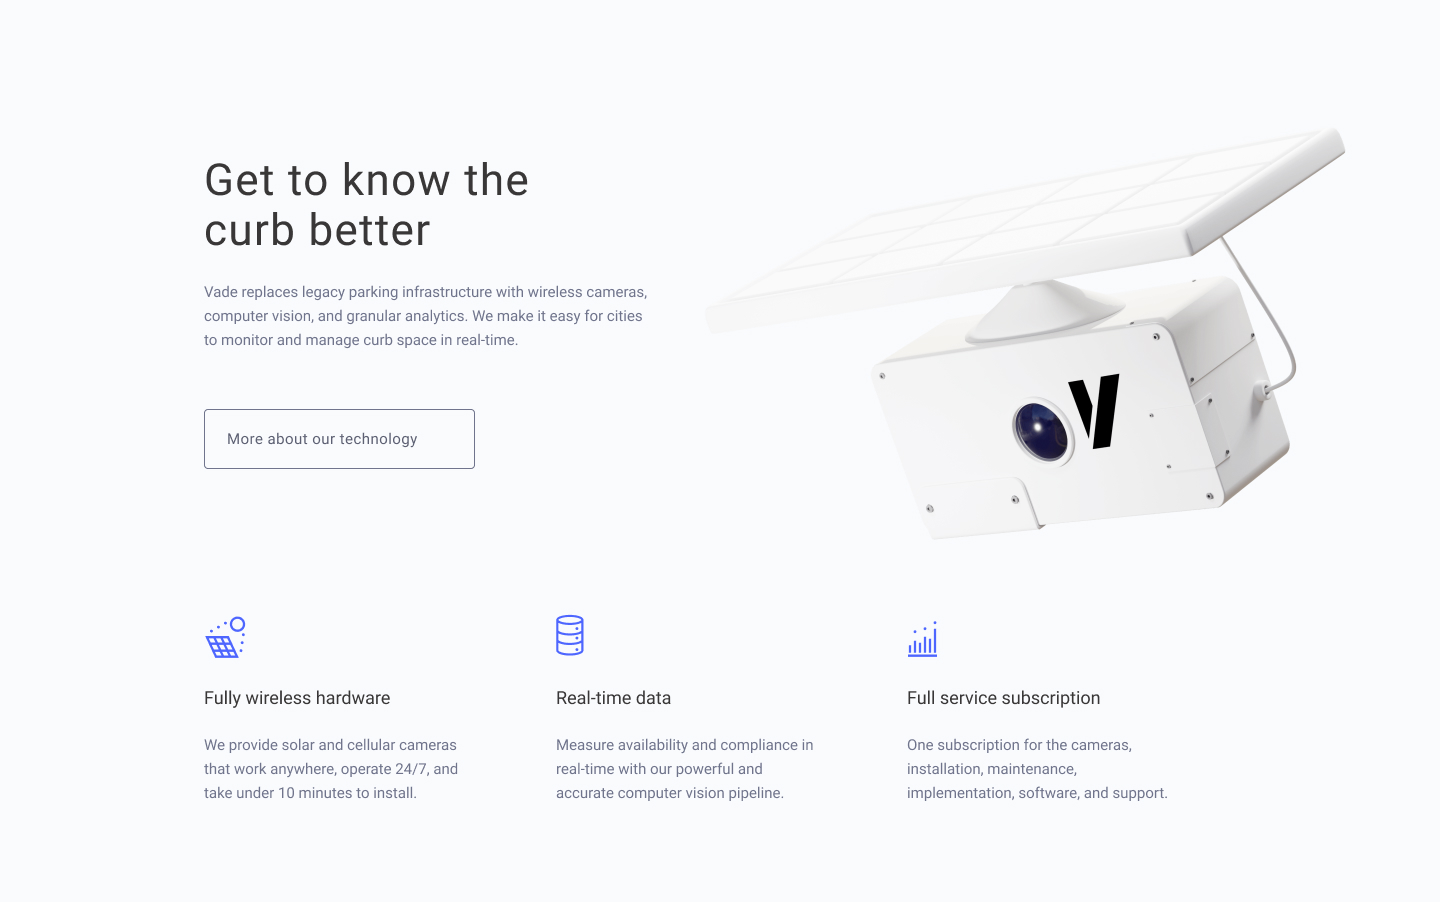 Get to know the
curb better
Vade replaces legacy parking infrastructure with wireless cameras,
computer vision, and granular analytics. We make it easy for cities
to monitor and manage curb space in real-time.
More about our technology
V
Fully wireless hardware
We provide solar and cellular cameras
that work anywhere, operate 24/7, and
take under 10 minutes to install.
Real-time data
Measure availability and compliance in
real-time with our powerful and
accurate computer vision pipeline.
Full service subscription
One subscription for the cameras,
installation, maintenance,
implementation, software, and support.